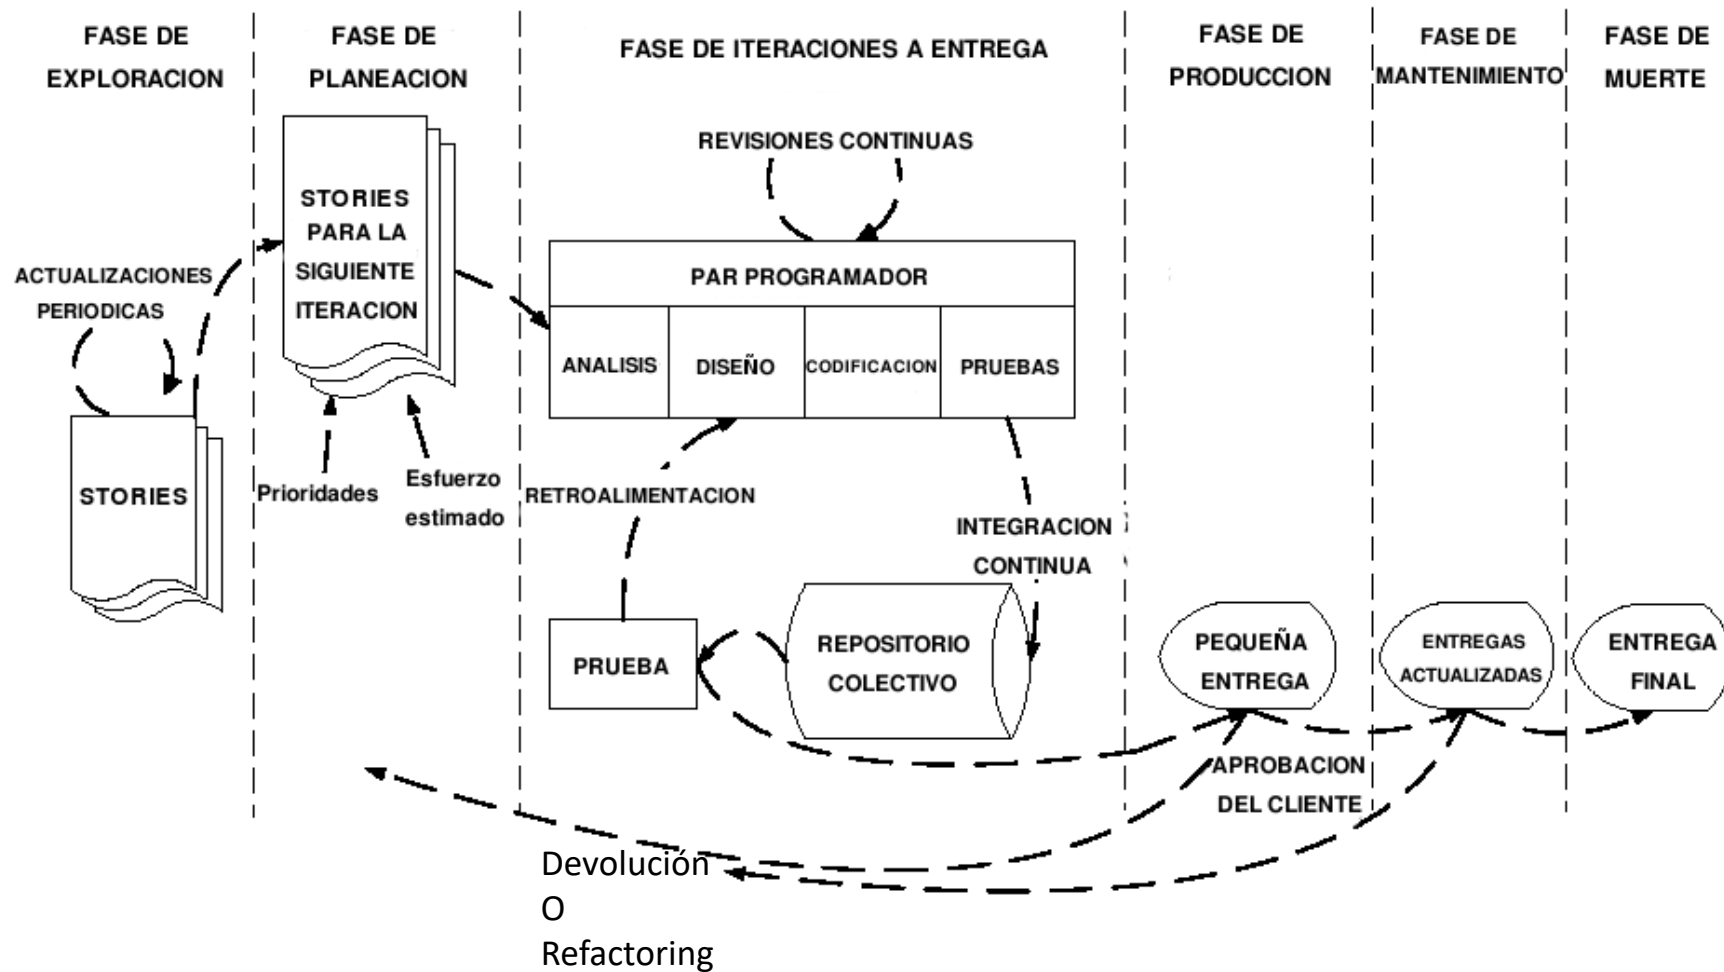 FASE DE
EXPLORACION
FASE DE
PLANEACION
FASE DE ITERACIONES A ENTREGA
FASE DE
PRODUCCION
FASE DE
MANTENIMIENTO
FASE DE
MUERTE
REVISIONES CONTINUAS
STORIES
PARA LA
SIGUIENTE
ITERACION
ACTUALIZACIONES
PERIODICAS
PAR PROGRAMADOR
ANALISIS
DISEÑO
CODIFICACION
PRUEBAS
STORIES
Prioridades
Esfuerzo
estimado
RETROALIMENTACION
INTEGRACION
CONTINUA
PRUEBA
REPOSITORIO
COLECTIVO
PEQUEÑA
ENTREGA
ENTREGAS
ACTUALIZADAS
ENTREGA
FINAL
APROBACION
DEL CLIENTE
Devolución
O
Refactoring